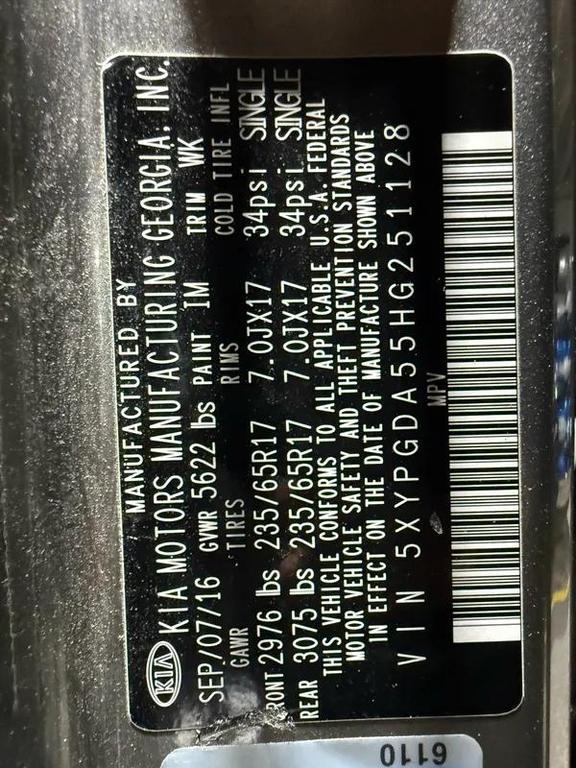 MANUFACTURED BY
KIA KIA MOTORS MANUFACTURING GEORGIA. INC.
SEP/07/16 GVWR 5622 lbs PAINT IM TRIM WK
GAWR TIRES RIMS COLD TIRE INFL
RONT 2976 lbs 235/65R17 7.0JX17 34psi SINGLE
REAR 3075 lbs 235/65R17 7.0JX17 34psi SINGLE
THIS VEHICLE CONFORMS TO ALL APPLICABLE U.S.A. FEDERAL
MOTOR VEHICLE SAFETY AND THEFT PREVENTION STANDARDS
IN EFFECT ON THE DATE OF MANUFACTURE SHOWN ABOVE
VIN 5XYPGDA55HG251128
MPV
6110